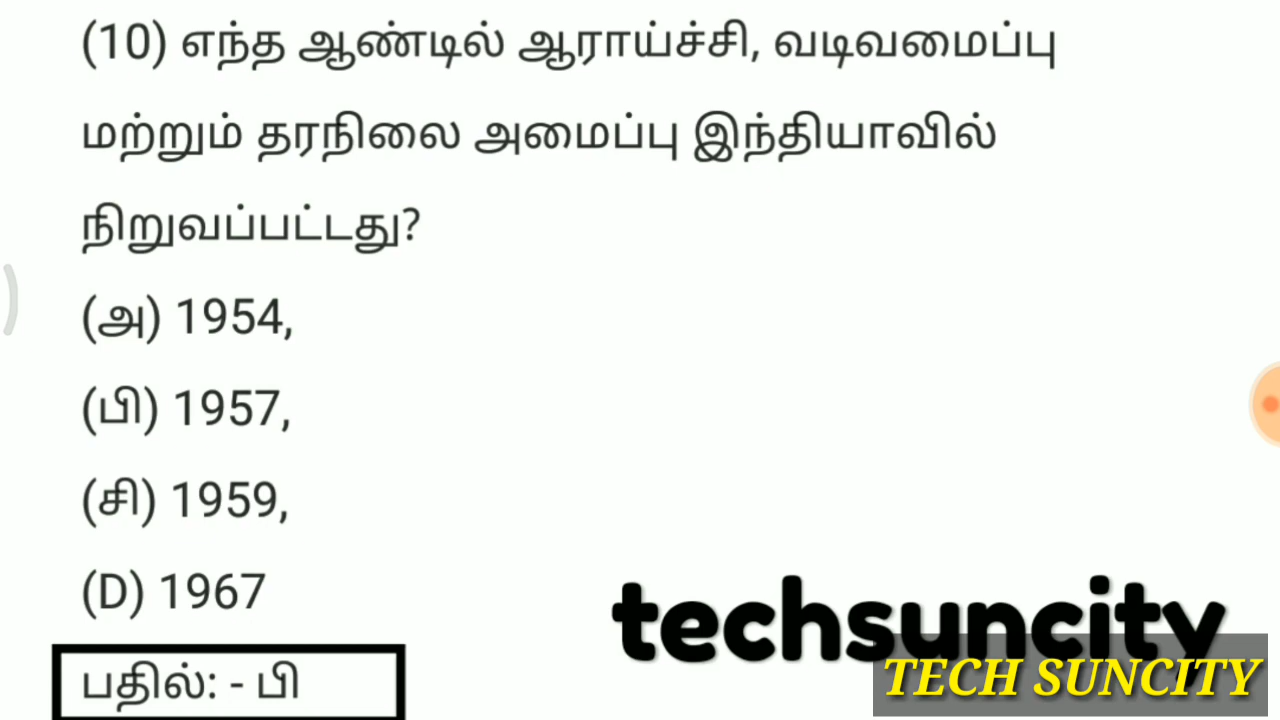 (10) எந்த ஆண்டில் ஆராய்ச்சி, வடிவமைப்பு
மற்றும் தரநிலை அமைப்பு இந்தியாவில்
நிறுவப்பட்டது?
(அ) 1954,
(பி) 1957,
(சி) 1959,
(D) 1967
பதில்: - பி
techsuncity
TECH SUNCITY